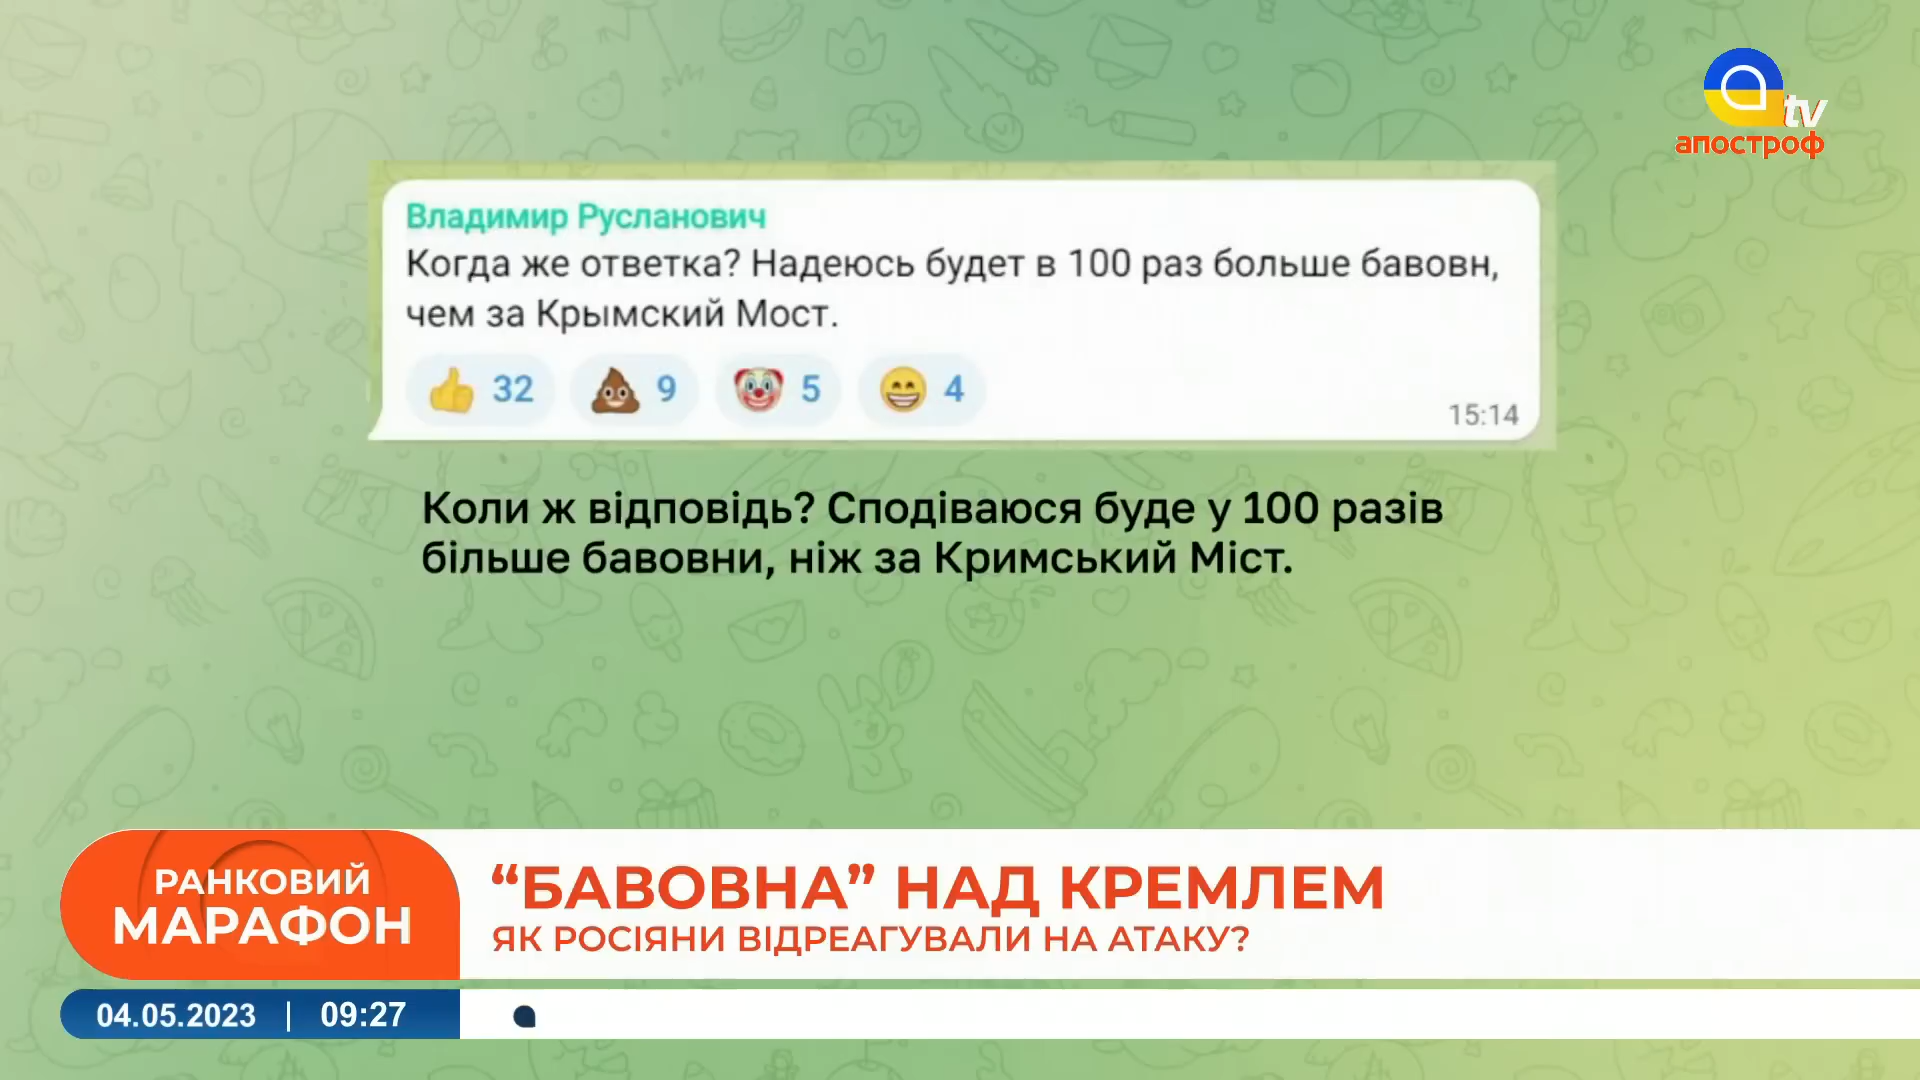 tv
апостроф
Владимир Русланович
Когда же ответка? Надеюсь будет в 100 раз больше бавовн,
чем за Крымский Мост.
32 9 5 4
15:14
Коли ж відповідь? Сподіваюся буде у 100 разів
більше бавовни, ніж за Кримський Міст.
РАНКОВИЙ
МАРАФОН
“БАВОВНА” НАД КРЕМЛЕМ
ЯК РОСІЯНИ ВІДРЕАГУВАЛИ НА АТАКУ?
04.05.2023 | 09:27